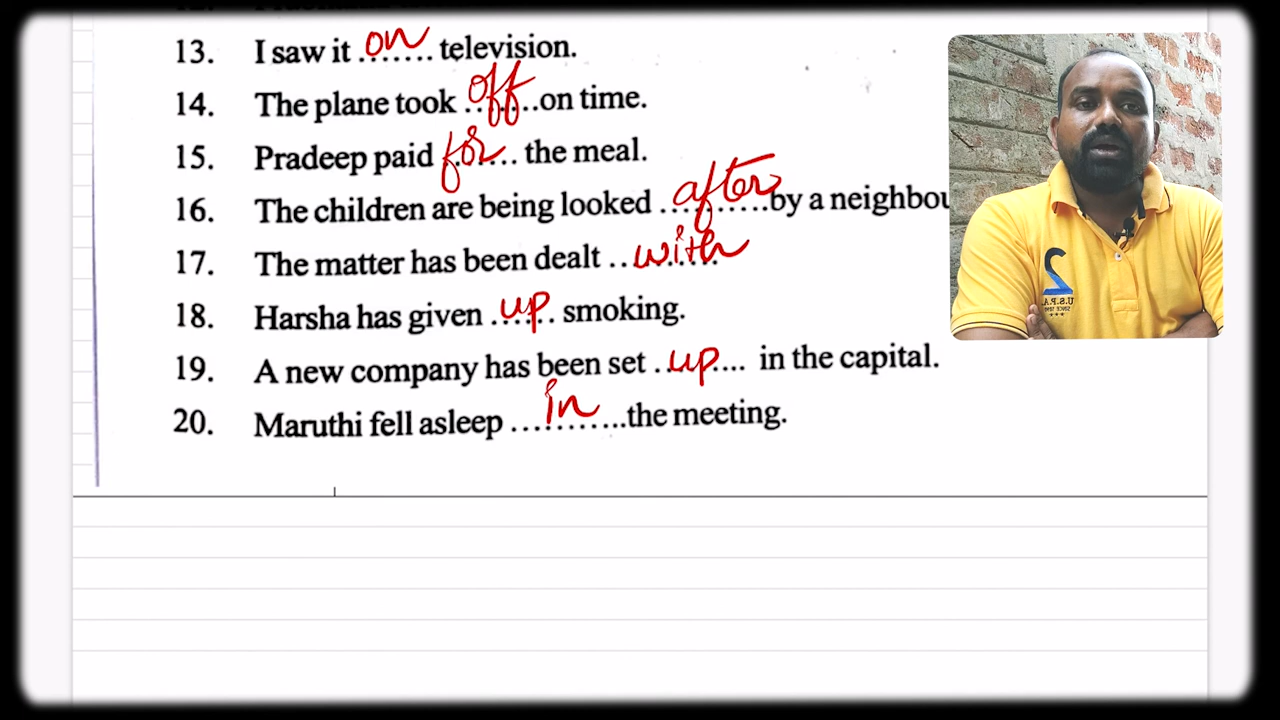 13. I saw it on television.
14. The plane took off on time.
15. Pradeep paid for the meal.
16. The children are being looked after by a neighbou
17. The matter has been dealt with
18. Harsha has given up smoking.
19. A new company has been set up in the capital.
20. Maruthi fell asleep in the meeting.
2
U.S.P.A.
SINCE 1890